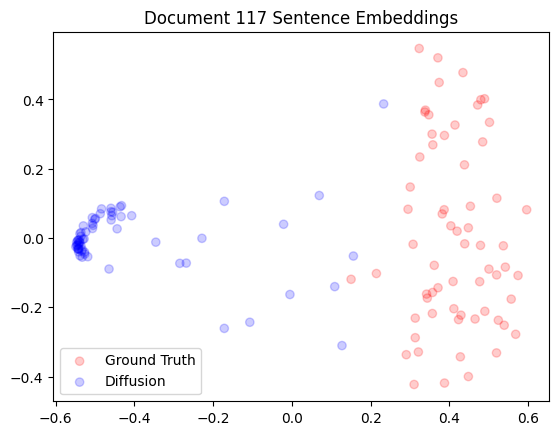 Document 117 Sentence Embeddings
0.4
0.2
0.0
−0.2
−0.4
Ground Truth
Diffusion
−0.6 −0.4 −0.2 0.0 0.2 0.4 0.6